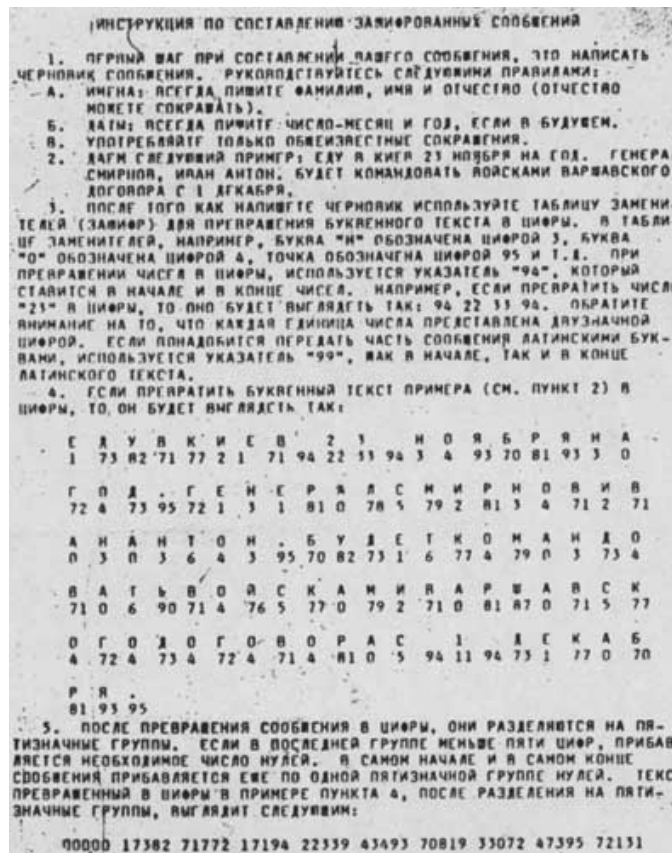 ИНСТРУКЦИЯ ПО СОСТАВЛЕНИЮ ЗАШИФРОВАННЫХ СООБЩЕНИЙ
1. ПЕРВЫЙ ШАГ ПРИ СОСТАВЛЕНИИ ВАШЕГО СООБЩЕНИЯ, ЭТО НАПИСАТЬ
ЧЕРНОВИК СООБЩЕНИЯ. РУКОВОДСТВУЙТЕСЬ СЛЕДУЮЩИМИ ПРАВИЛАМИ:
А. ИМЕНА: ВСЕГДА ПИШИТЕ ФАМИЛИЮ, ИМЯ И ОТЧЕСТВО (ОТЧЕСТВО
МОЖЕТЕ СОКРАЩАТЬ).
Б. ДАТЫ: ВСЕГДА ПИШИТЕ ЧИСЛО-МЕСЯЦ И ГОД, ЕСЛИ В БУДУЩЕМ.
В. УПОТРЕБЛЯЙТЕ ТОЛЬКО ОБЩЕИЗВЕСТНЫЕ СОКРАЩЕНИЯ.
2. ДАЕМ СЛЕДУЮЩИЙ ПРИМЕР: ЕДУ В КИЕВ 23 НОЯБРЯ НА ГОД. ГЕНЕРА
СМИРНОВ, ИВАН АНТОН. БУДЕТ КОМАНДОВАТЬ ВОЙСКАМИ ВАРШАВСКОГО
ДОГОВОРА С 1 ДЕКАБРЯ.
3. ПОСЛЕ ТОГО КАК НАПИШЕТЕ ЧЕРНОВИК ИСПОЛЬЗУЙТЕ ТАБЛИЦУ ЗАМЕНИ-
ТЕЛЕЙ (ЗАШИФР) ДЛЯ ПРЕВРАЩЕНИЯ БУКВЕННОГО ТЕКСТА В ЦИФРЫ. В ТАБЛИ-
ЦЕ ЗАМЕНИТЕЛЕЙ, НАПРИМЕР, БУКВА "Н" ОБОЗНАЧЕНА ЦИФРОЙ 3, БУКВА
"О" ОБОЗНАЧЕНА ЦИФРОЙ 4, ТОЧКА ОБОЗНАЧЕНА ЦИФРОЙ 95 И Т.Д. ПРИ
ПРЕВРАЩЕНИИ ЧИСЕЛ В ЦИФРЫ, ИСПОЛЬЗУЕТСЯ УКАЗАТЕЛЬ "94", КОТОРЫЙ
СТАВИТСЯ В НАЧАЛЕ И В КОНЦЕ ЧИСЕЛ. НАПРИМЕР, ЕСЛИ ПРЕВРАТИТЬ ЧИСЛО
"23" В ЦИФРЫ, ТО ОНО БУДЕТ ВЫГЛЯДЕТЬ ТАК: 94 22 33 94. ОБРАТИТЕ
ВНИМАНИЕ НА ТО, ЧТО КАЖДАЯ ЕДИНИЦА ЧИСЛА ПРЕДСТАВЛЕНА ДВУЗНАЧНОЙ
ЦИФРОЙ. ЕСЛИ ПОНАДОБИТСЯ ПЕРЕДАТЬ ЧАСТЬ СООБЩЕНИЯ ЛАТИНСКИМИ БУК-
ВАМИ, ИСПОЛЬЗУЕТСЯ УКАЗАТЕЛЬ "99", КАК В НАЧАЛЕ, ТАК И В КОНЦЕ
ЛАТИНСКОГО ТЕКСТА.
4. ЕСЛИ ПРЕВРАТИТЬ БУКВЕННЫЙ ТЕКСТ ПРИМЕРА (СМ. ПУНКТ 2) В
ЦИФРЫ, ТО ОН БУДЕТ ВЫГЛЯДЕТЬ ТАК:
Е Д У В К И Е В 2 3 Н О Я Б Р Я Н А
1 73 82 71 77 2 1 71 94 22 33 94 3 4 93 70 81 93 3 0
Г О Д . Г Е Н Е Р А Л С М И Р Н О В И В
72 4 73 95 72 1 3 1 81 0 78 5 79 2 81 3 4 71 2 71
А Н А Н Т О Н . Б У Д Е Т К О М А Н Д О
0 3 0 3 6 4 3 95 70 82 73 1 6 77 4 79 0 3 73 4
В А Т Ь В О Й С К А М И В А Р Ш А В С К
71 0 6 90 71 4 76 5 77 0 79 2 71 0 81 87 0 71 5 77
О Г О Д О Г О В О Р А С 1 Д Е К А Б
4 72 4 73 4 72 4 71 4 81 0 5 94 11 94 73 1 77 0 70
Р Я .
81 93 95
5. ПОСЛЕ ПРЕВРАЩЕНИЯ СООБЩЕНИЯ В ЦИФРЫ, ОНИ РАЗДЕЛЯЮТСЯ НА ПЯ-
ТИЗНАЧНЫЕ ГРУППЫ. ЕСЛИ В ПОСЛЕДНЕЙ ГРУППЕ МЕНЬШЕ ПЯТИ ЦИФР, ПРИБАВ
ЛЯЕТСЯ НЕОБХОДИМОЕ ЧИСЛО НУЛЕЙ. В САМОМ НАЧАЛЕ И В САМОМ КОНЦЕ
СООБЩЕНИЯ ПРИБАВЛЯЕТСЯ ЕЩЕ ПО ОДНОЙ ПЯТИЗНАЧНОЙ ГРУППЕ НУЛЕЙ. ТЕКС
ПРЕВРАЩЕННЫЙ В ЦИФРЫ В ПРИМЕРЕ ПУНКТА 4, ПОСЛЕ РАЗДЕЛЕНИЯ НА ПЯТИ-
ЗНАЧНЫЕ ГРУППЫ, ВЫГЛЯДИТ СЛЕДУЮЩИМ:
00000 17382 71772 17194 22339 43493 70819 33072 47395 72131